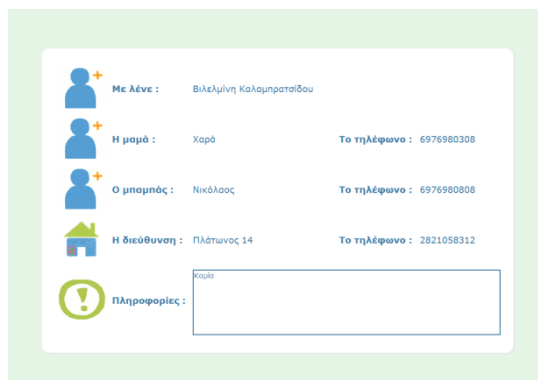 Με λένε : Βιλελμίνη Καλαμπρατσίδου
Η μαμά : Χαρά Το τηλέφωνο : 6976980308
Ο μπαμπάς : Νικόλαος Το τηλέφωνο : 6976980808
Η διεύθυνση : Πλάτωνος 14 Το τηλέφωνο : 2821058312
Πληροφορίες : Καμία